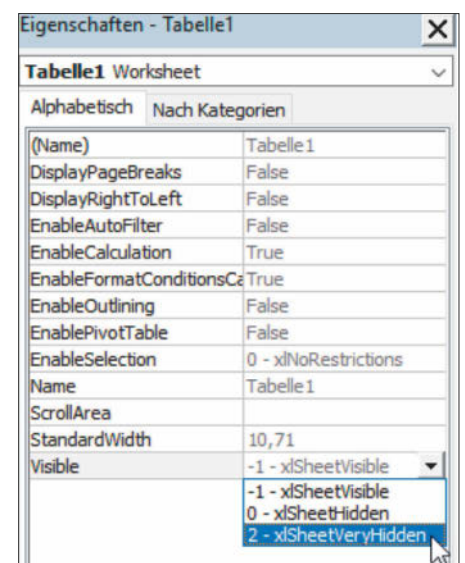 Eigenschaften - Tabelle1
Tabelle1 Worksheet
Alphabetisch Nach Kategorien
(Name) Tabelle1
DisplayPageBreaks False
DisplayRightToLeft False
EnableAutoFilter False
EnableCalculation True
EnableFormatConditionsCa True
EnableOutlining False
EnablePivotTable False
EnableSelection 0 - xlNoRestrictions
Name Tabelle1
ScrollArea
StandardWidth 10,71
Visible -1 - xlSheetVisible
-1 - xlSheetVisible
0 - xlSheetHidden
2 - xlSheetVeryHidden